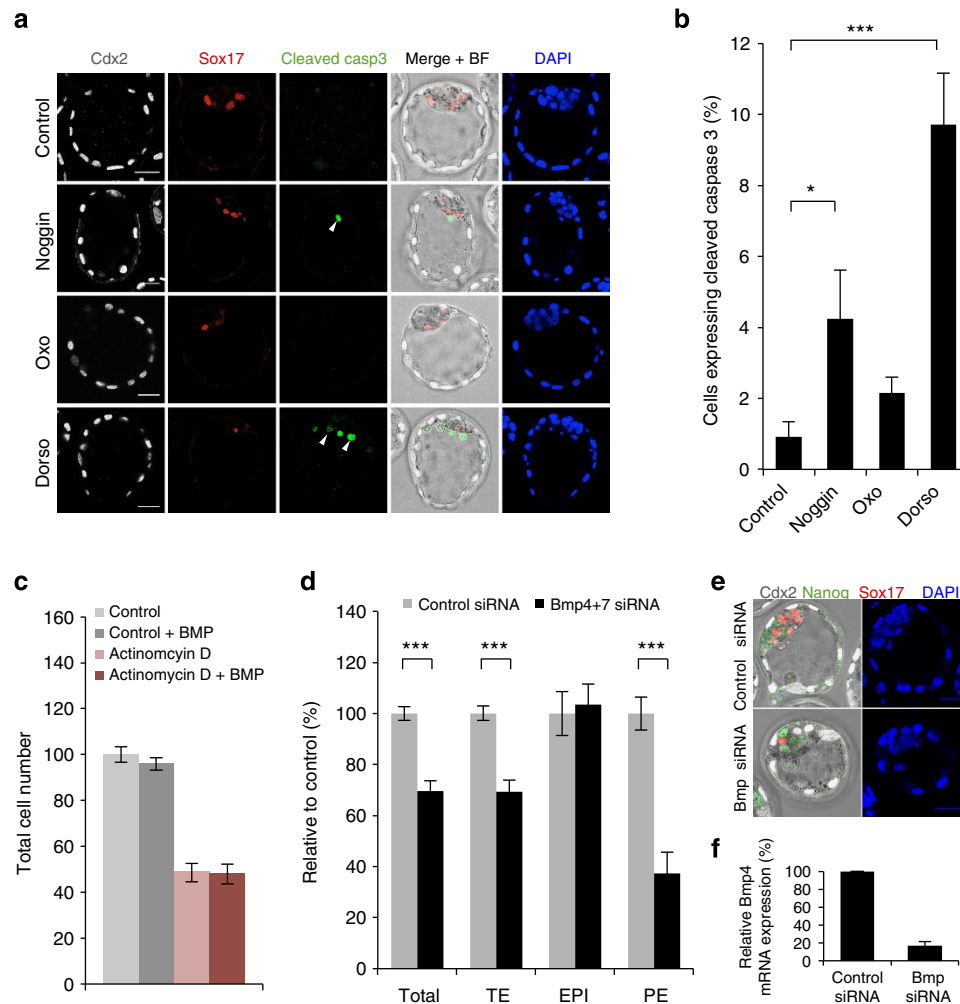 a
Cdx2 Sox17 Cleaved casp3 Merge + BF DAPI
Control
Noggin
Oxo
Dorso
b
Cells expressing cleaved caspase 3 (%)
12
10
8
6
4
2
0
***
*
Control Noggin Oxo Dorso
c
Total cell number
160
140
120
100
80
60
40
20
0
Control
Control + BMP
Actinomcyin D
Actinomycin D + BMP
d
Relative to control (%)
140
120
100
80
60
40
20
0
Control siRNA Bmp4+7 siRNA
*** *** ***
Total TE EPI PE
e
Cdx2 Nanog Sox17 DAPI
Control siRNA
Bmp siRNA
f
Relative Bmp4
mRNA expression (%)
100
80
60
40
20
0
Control Bmp
siRNA siRNA